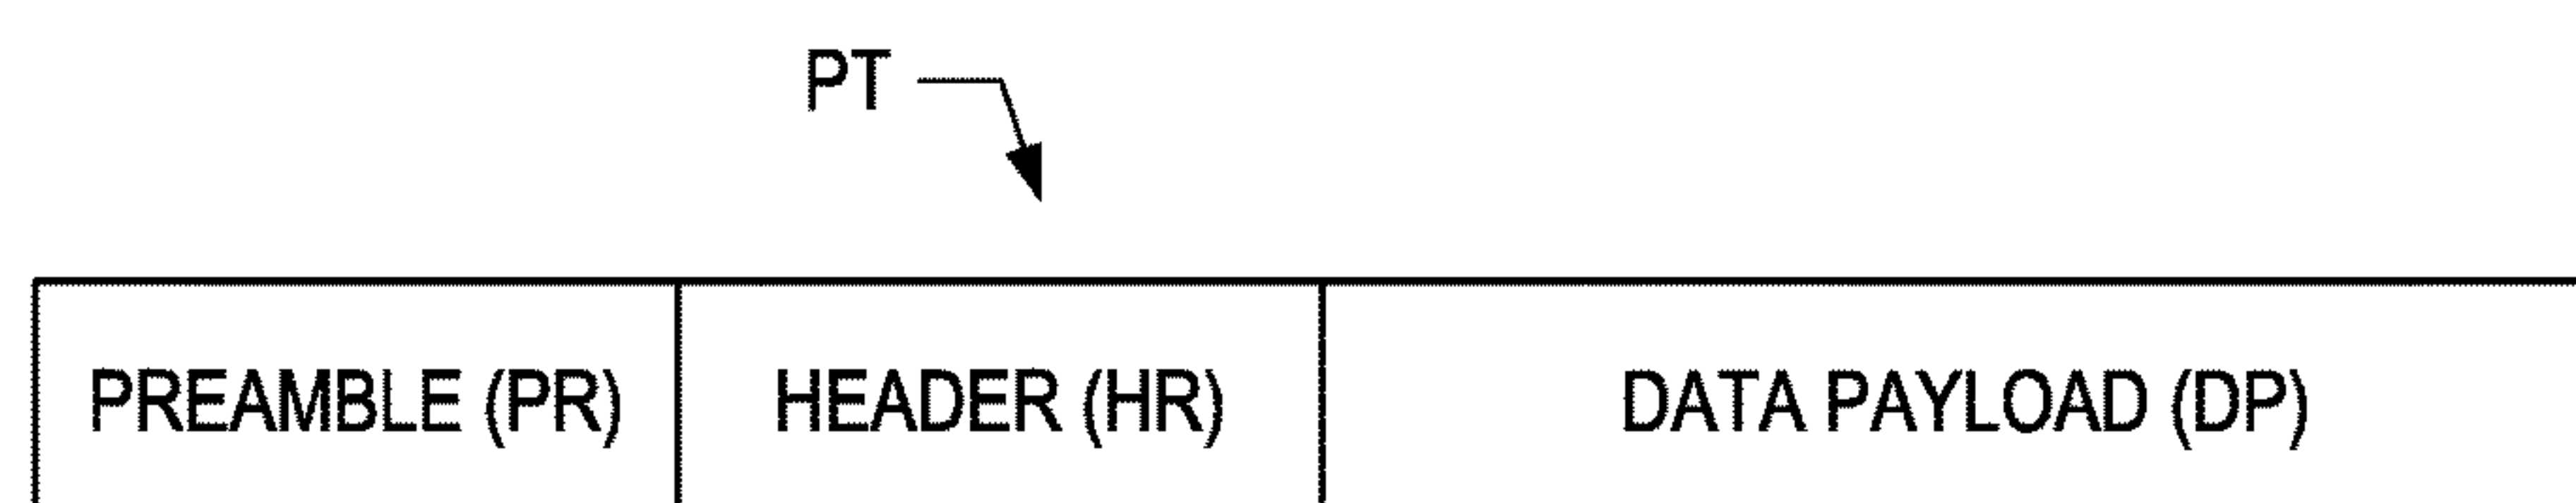 PT
PREAMBLE (PR) HEADER (HR) DATA PAYLOAD (DP)